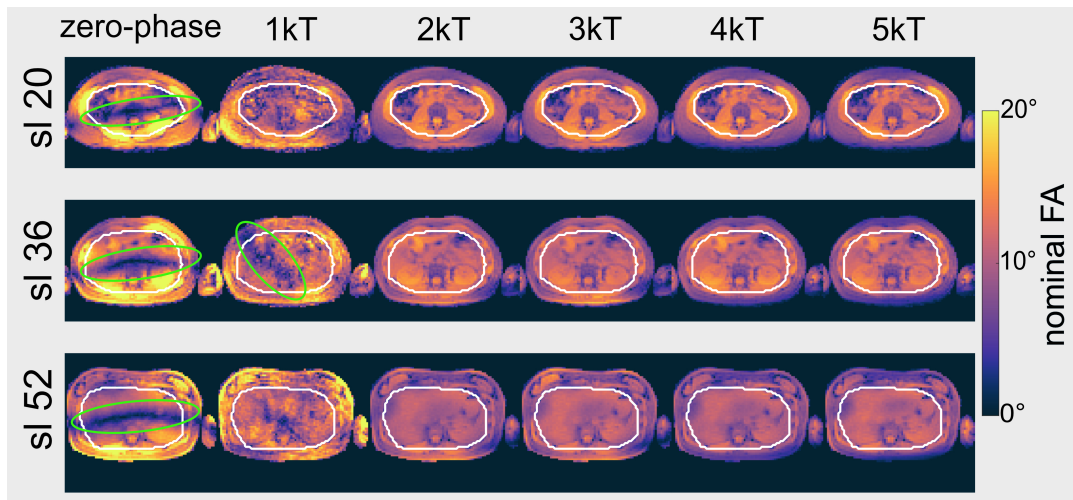 zero-phase 1kT 2kT 3kT 4kT 5kT
sl 20
sl 36
sl 52
20°
10°
0°
nominal FA